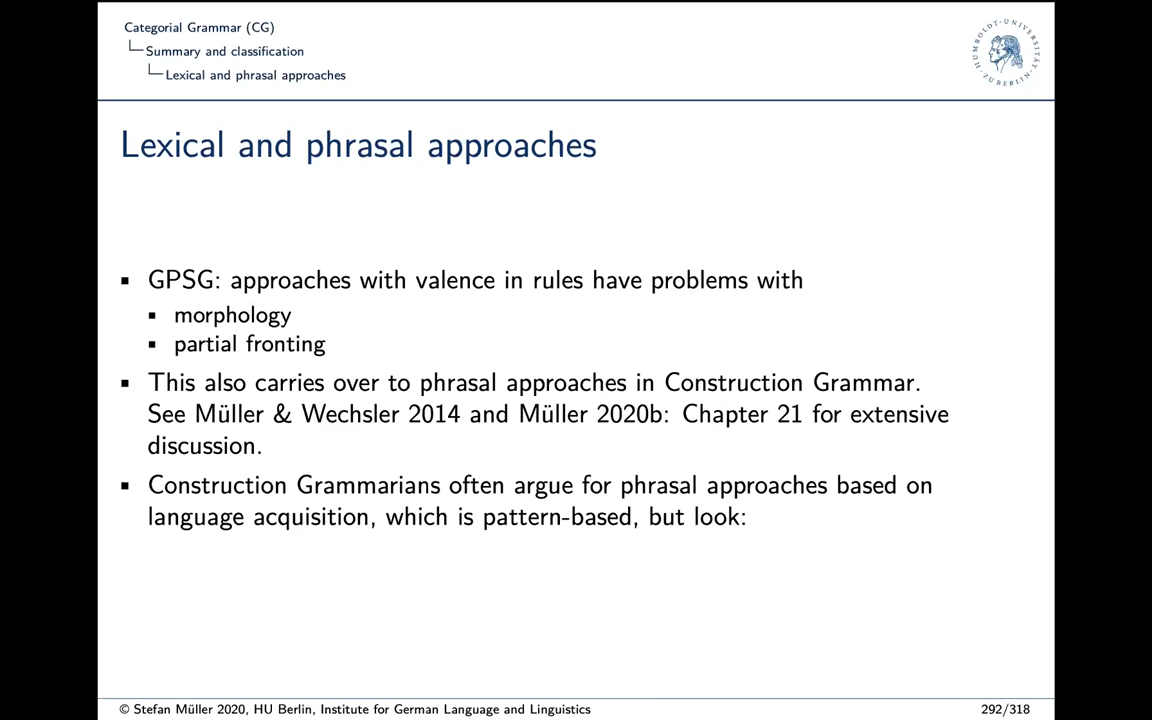 Categorial Grammar (CG)
Summary and classification
Lexical and phrasal approaches
HUMBOLDT-UNIVERSITÄT
ZU BERLIN
Lexical and phrasal approaches
▪ GPSG: approaches with valence in rules have problems with
▪ morphology
▪ partial fronting
▪ This also carries over to phrasal approaches in Construction Grammar.
See Müller & Wechsler 2014 and Müller 2020b: Chapter 21 for extensive
discussion.
▪ Construction Grammarians often argue for phrasal approaches based on
language acquisition, which is pattern-based, but look:
© Stefan Müller 2020, HU Berlin, Institute for German Language and Linguistics
292/318